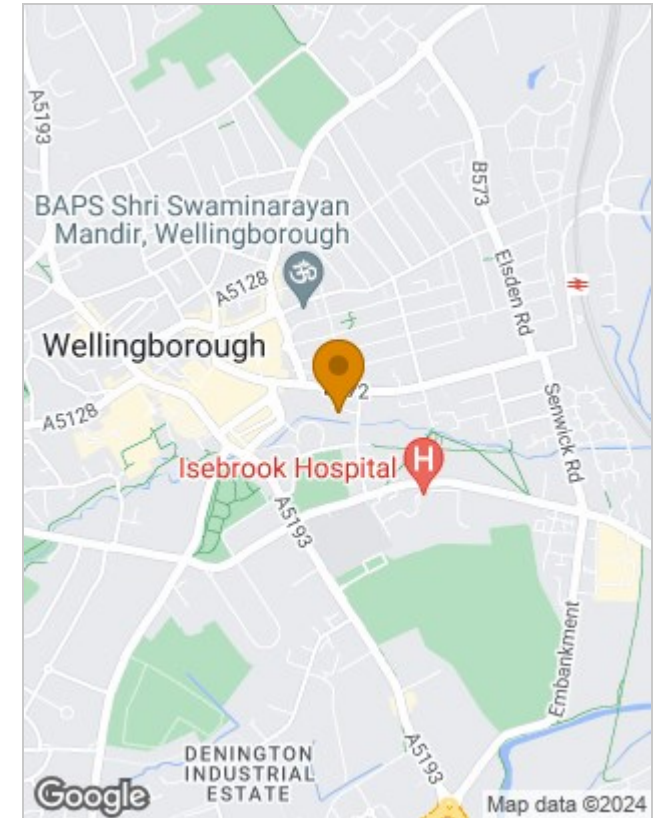 A5193
B573
BAPS Shri Swaminarayan
Mandir, Wellingborough
A5128
Elsden Rd
Wellingborough
A5128
Senwick Rd
Isebrook Hospital
H
A5193
Embankment
DENINGTON
INDUSTRIAL
ESTATE
A5193
Google
Map data ©2024